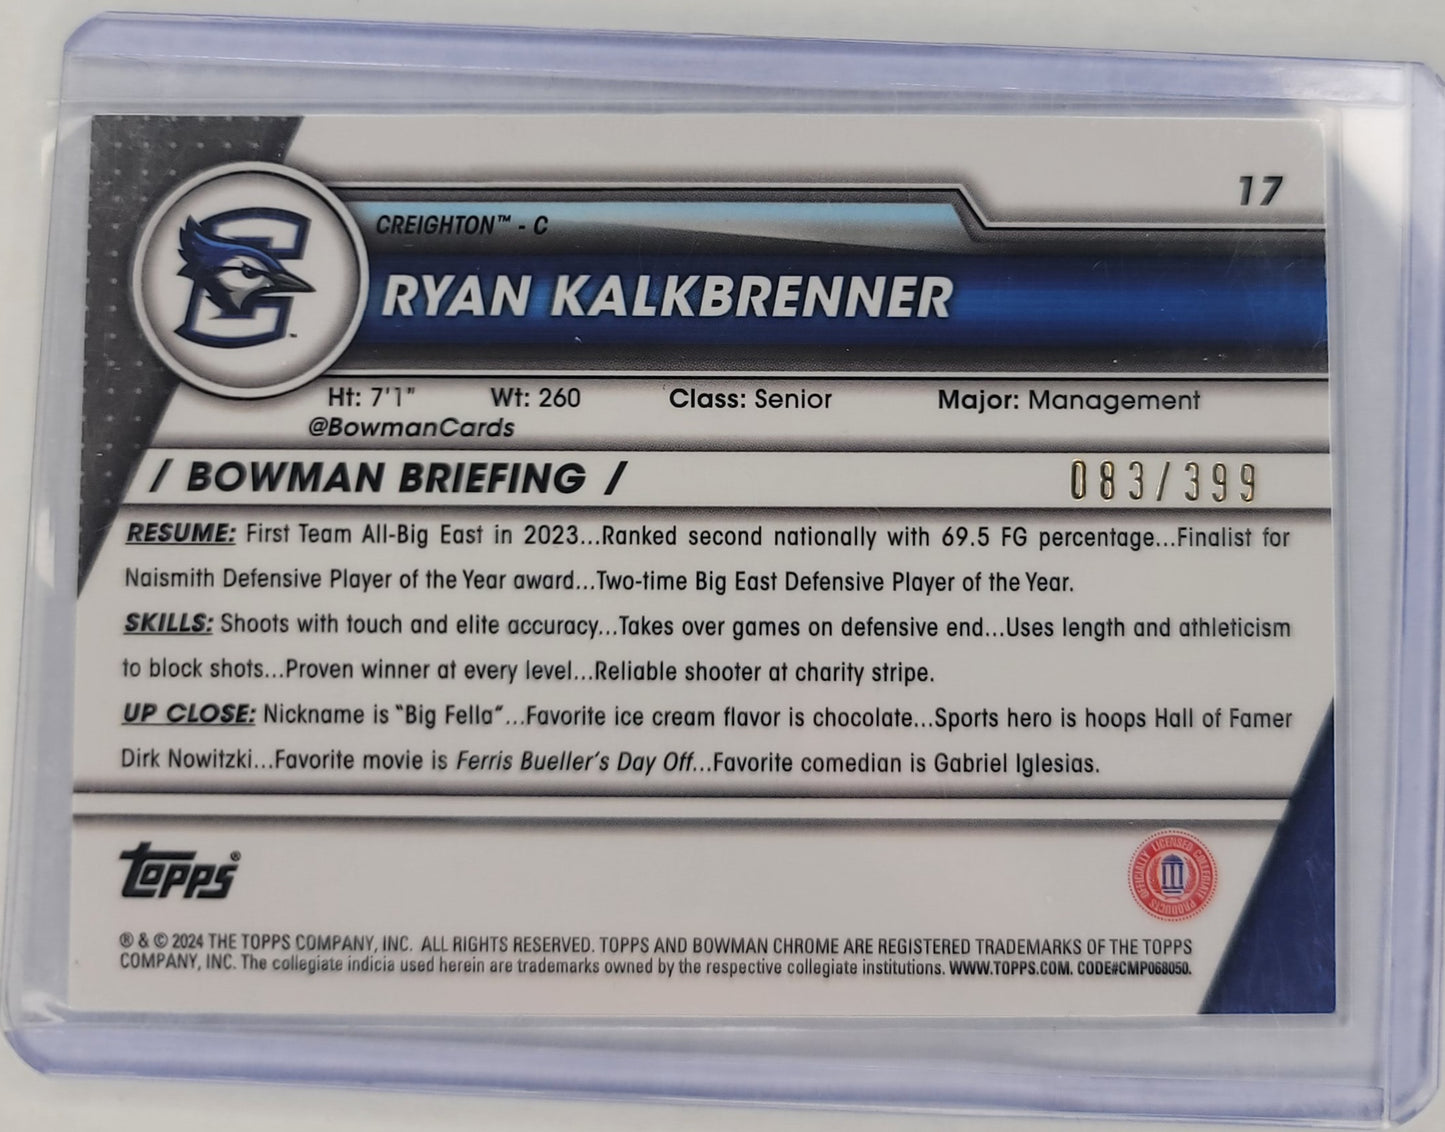 17
CREIGHTON™ - C
RYAN KALKBRENNER
Ht: 7'1" Wt: 260 Class: Senior Major: Management
@BowmanCards
/ BOWMAN BRIEFING / 083/399
RESUME: First Team All-Big East in 2023...Ranked second nationally with 69.5 FG percentage...Finalist for
Naismith Defensive Player of the Year award...Two-time Big East Defensive Player of the Year.
SKILLS: Shoots with touch and elite accuracy...Takes over games on defensive end...Uses length and athleticism
to block shots...Proven winner at every level...Reliable shooter at charity stripe.
UP CLOSE: Nickname is "Big Fella"...Favorite ice cream flavor is chocolate...Sports hero is hoops Hall of Famer
Dirk Nowitzki...Favorite movie is Ferris Bueller's Day Off...Favorite comedian is Gabriel Iglesias.
TOPPS®
OFFICIALLY LICENSED COLLEGIATE PRODUCTS
® & © 2024 THE TOPPS COMPANY, INC. ALL RIGHTS RESERVED. TOPPS AND BOWMAN CHROME ARE REGISTERED TRADEMARKS OF THE TOPPS
COMPANY, INC. The collegiate indicia used herein are trademarks owned by the respective collegiate institutions. WWW.TOPPS.COM. CODE#CMP068050.